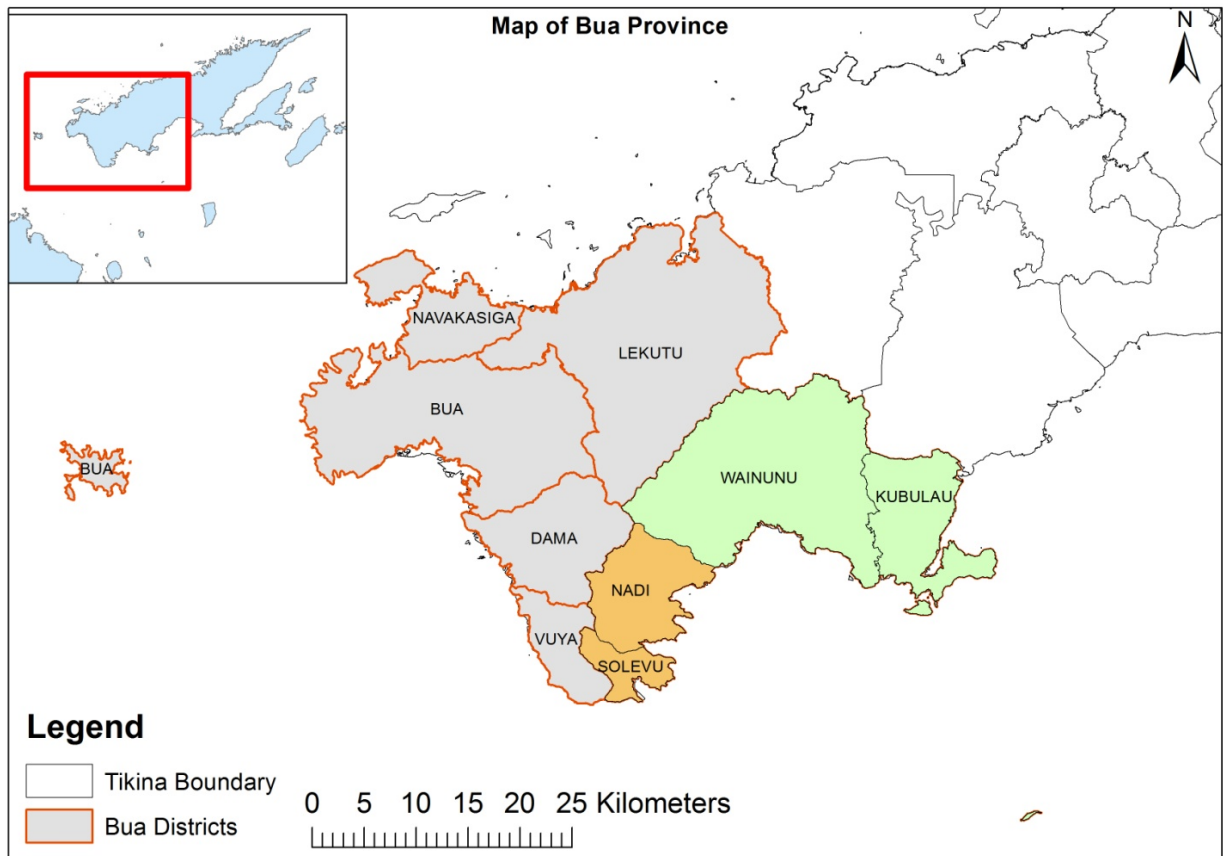 Map of Bua Province
N
NAVAKASIGA
LEKUTU
BUA
BUA
WAINUNU
KUBULAU
DAMA
NADI
VUYA
SOLEVU
Legend
Tikina Boundary
Bua Districts
0 5 10 15 20 25 Kilometers